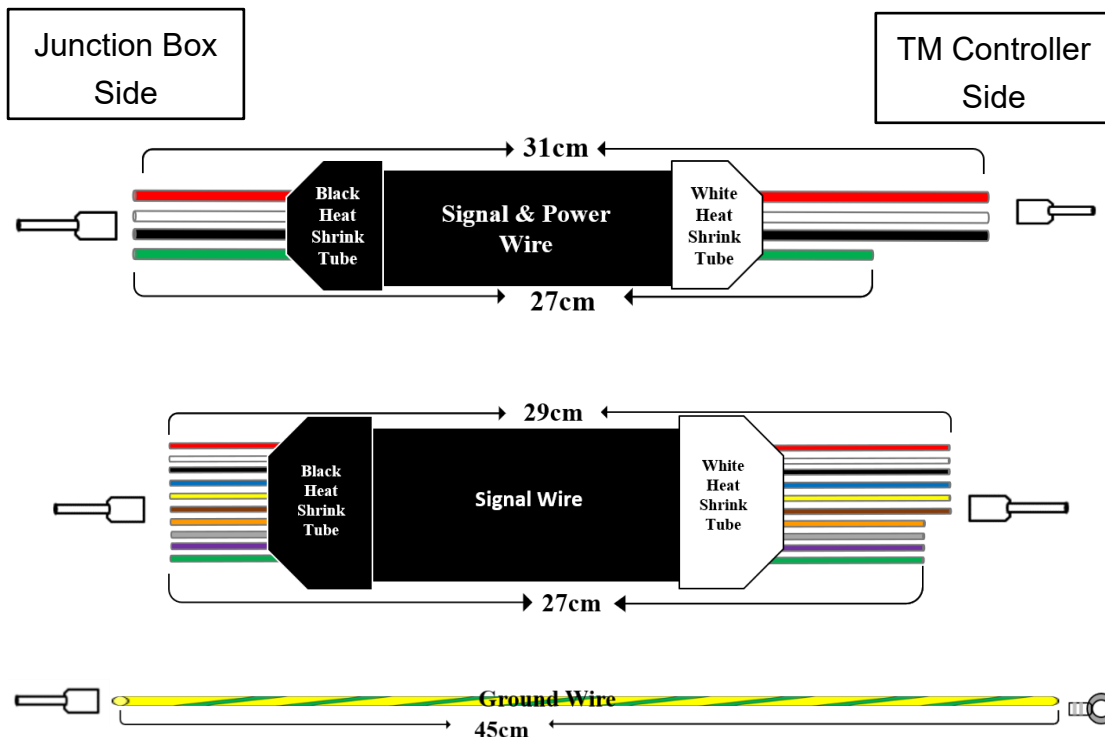 Junction Box
Side
TM Controller
Side
31cm
Black
Heat
Shrink
Tube
Signal & Power
Wire
White
Heat
Shrink
Tube
27cm
29cm
Black
Heat
Shrink
Tube
Signal Wire
White
Heat
Shrink
Tube
27cm
Ground Wire
45cm